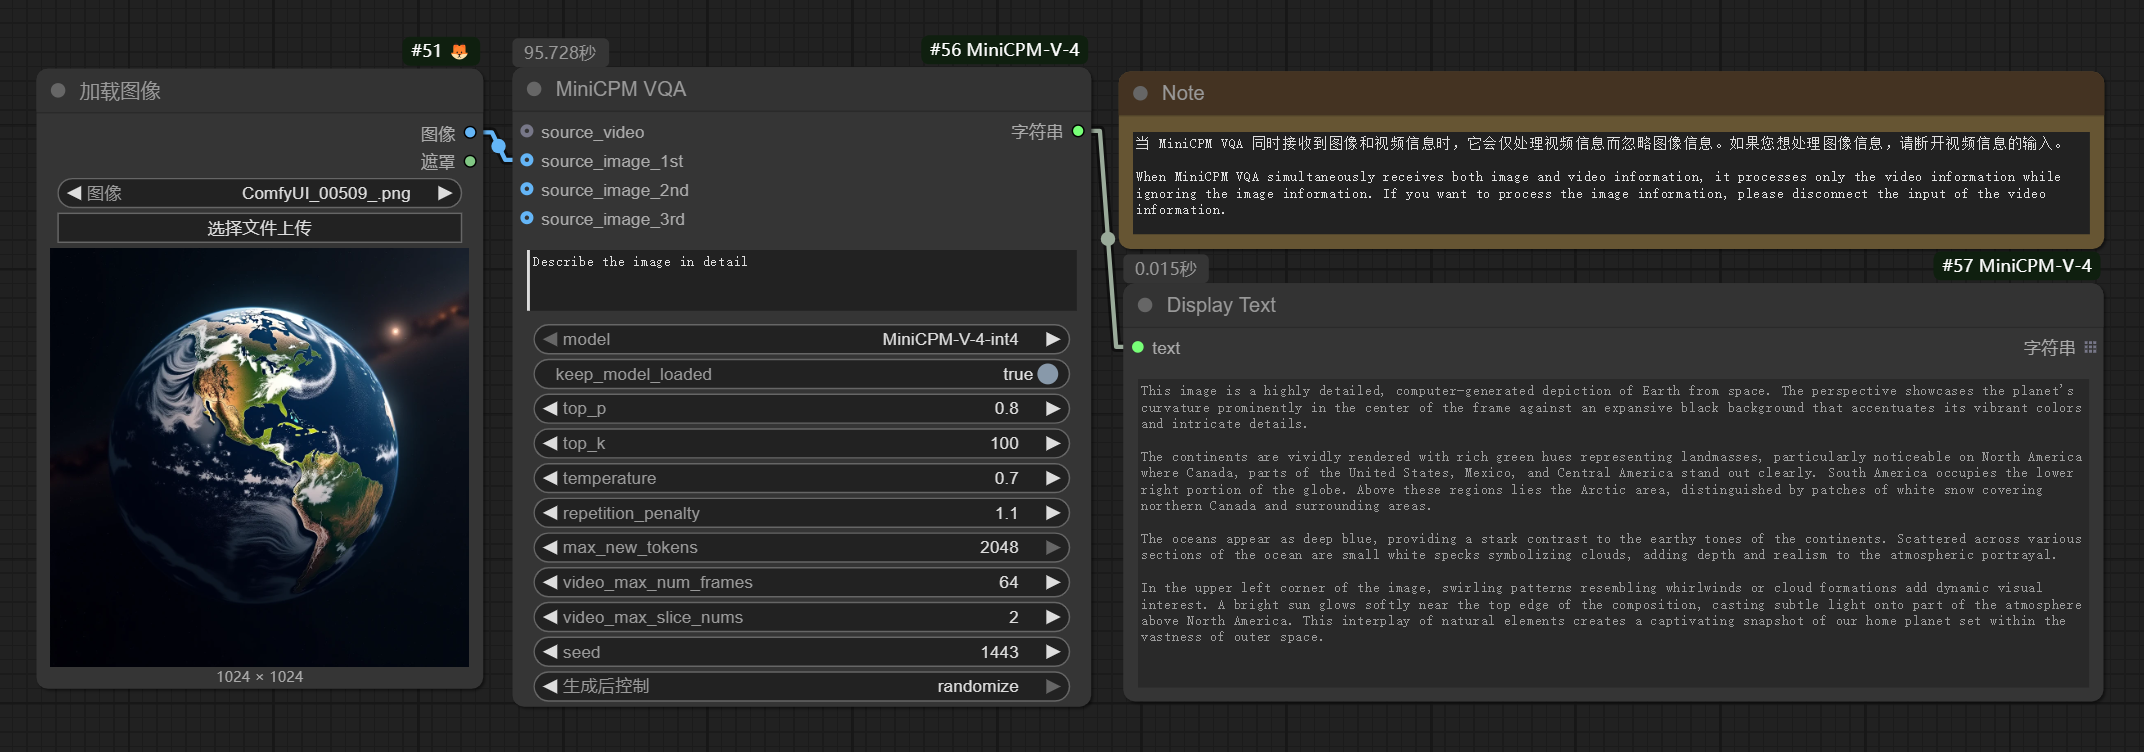 #51
加载图像
图像
遮罩
图像 ComfyUI_00509_.png
选择文件上传
1024 × 1024
95.728秒
#56 MiniCPM-V-4
MiniCPM VQA
source_video
字符串
source_image_1st
source_image_2nd
source_image_3rd
Describe the image in detail
model MiniCPM-V-4-int4
keep_model_loaded true
top_p 0.8
top_k 100
temperature 0.7
repetition_penalty 1.1
max_new_tokens 2048
video_max_num_frames 64
video_max_slice_nums 2
seed 1443
生成后控制 randomize
Note
当 MiniCPM VQA 同时接收到图像和视频信息时，它会仅处理视频信息而忽略图像信息。如果您想处理图像信息，请断开视频信息的输入。
When MiniCPM VQA simultaneously receives both image and video information, it processes only the video information while
ignoring the image information. If you want to process the image information, please disconnect the input of the video
information.
0.015秒
#57 MiniCPM-V-4
Display Text
text
字符串
This image is a highly detailed, computer-generated depiction of Earth from space. The perspective showcases the planet's
curvature prominently in the center of the frame against an expansive black background that accentuates its vibrant colors
and intricate details.
The continents are vividly rendered with rich green hues representing landmasses, particularly noticeable on North America
where Canada, parts of the United States, Mexico, and Central America stand out clearly. South America occupies the lower
right portion of the globe. Above these regions lies the Arctic area, distinguished by patches of white snow covering
northern Canada and surrounding areas.
The oceans appear as deep blue, providing a stark contrast to the earthy tones of the continents. Scattered across various
sections of the ocean are small white specks symbolizing clouds, adding depth and realism to the atmospheric portrayal.
In the upper left corner of the image, swirling patterns resembling whirlwinds or cloud formations add dynamic visual
interest. A bright sun glows softly near the top edge of the composition, casting subtle light onto part of the atmosphere
above North America. This interplay of natural elements creates a captivating snapshot of our home planet set within the
vastness of outer space.